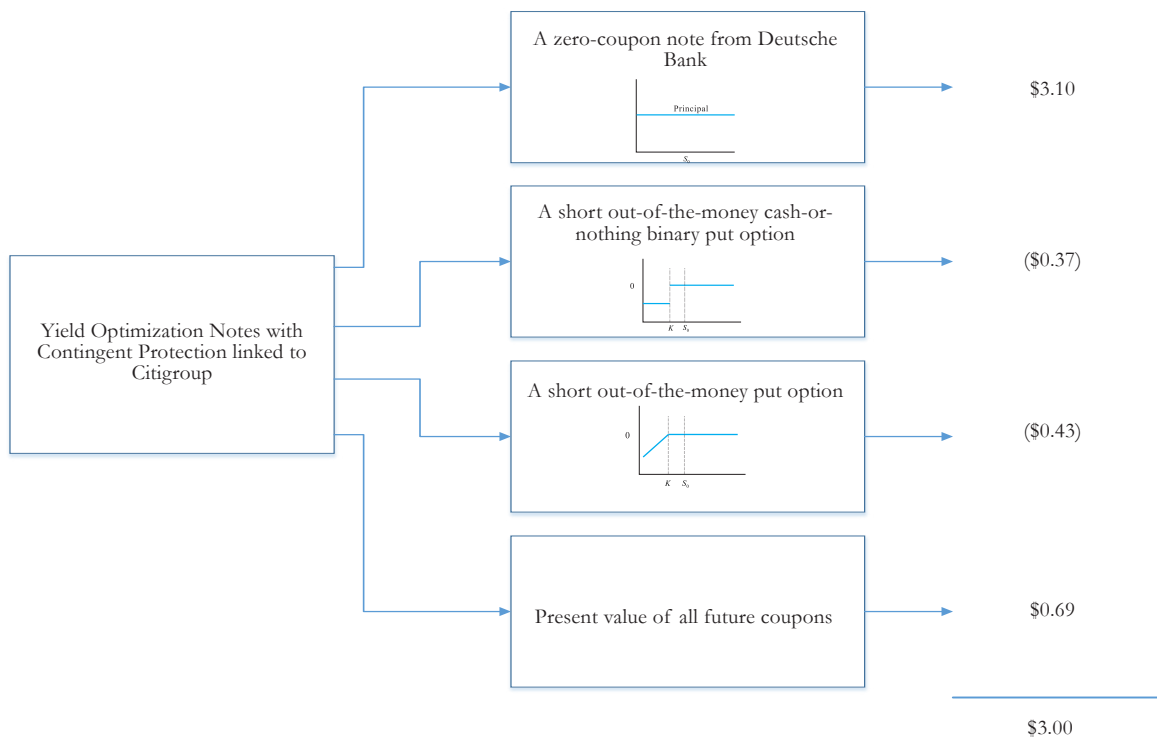 A zero-coupon note from Deutsche
Bank
Principal
S₀
$3.10
A short out-of-the-money cash-or-
nothing binary put option
0
K S₀
($0.37)
Yield Optimization Notes with
Contingent Protection linked to
Citigroup
A short out-of-the-money put option
0
K S₀
($0.43)
Present value of all future coupons
$0.69
$3.00